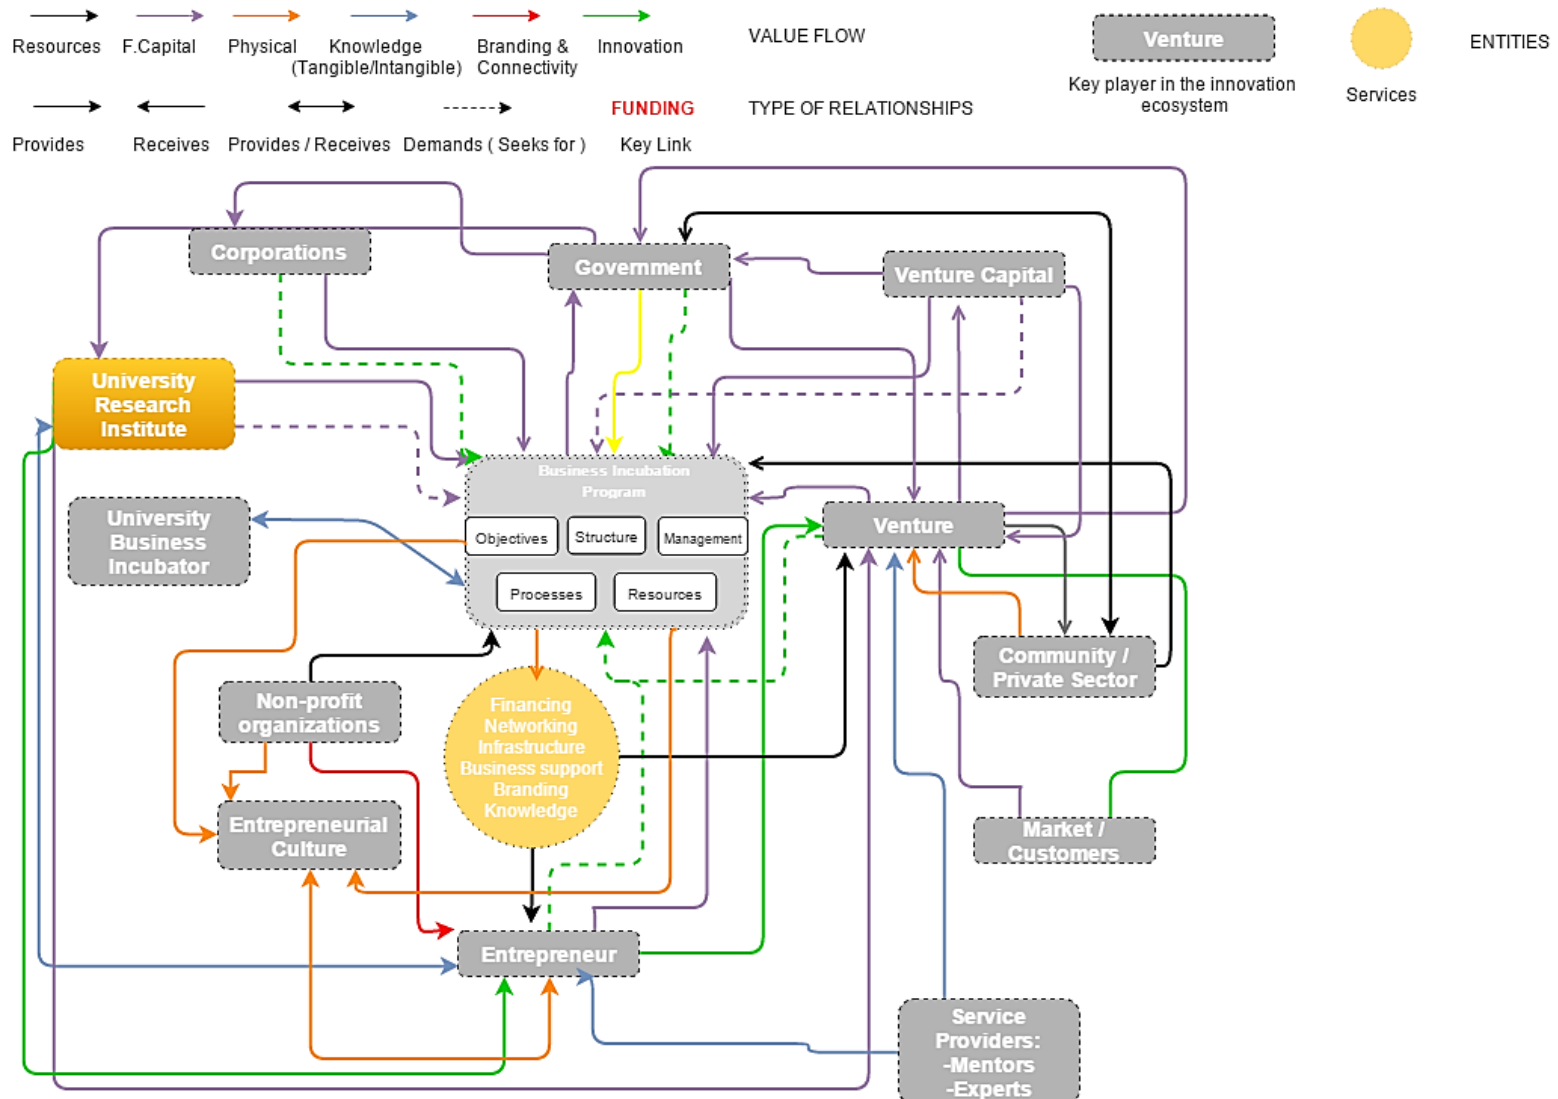 Resources
F.Capital
Physical
Knowledge
(Tangible/Intangible)
Branding &
Connectivity
Innovation
VALUE FLOW
Venture
Key player in the innovation
ecosystem
Services
ENTITIES
Provides
Receives
Provides / Receives
Demands ( Seeks for )
FUNDING
Key Link
TYPE OF RELATIONSHIPS
Corporations
Government
Venture Capital
University
Research
Institute
Business Incubation
Program
Objectives
Structure
Management
Processes
Resources
University
Business
Incubator
Venture
Community /
Private Sector
Non-profit
organizations
Financing
Networking
Infrastructure
Business support
Branding
Knowledge
Entrepreneurial
Culture
Market /
Customers
Entrepreneur
Service
Providers:
-Mentors
-Experts